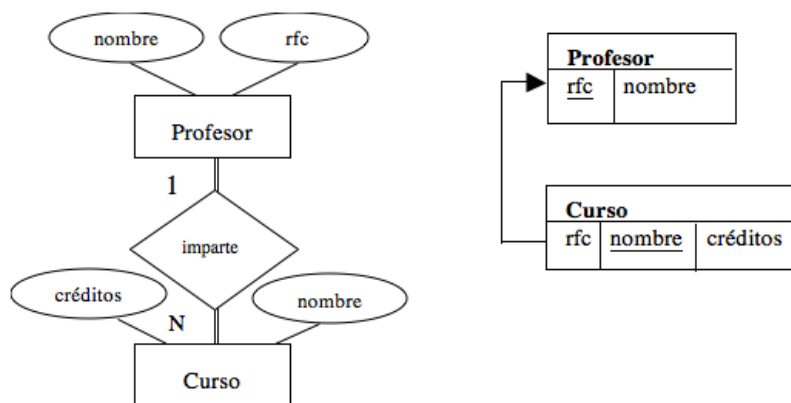 nombre
rfc
Profesor
1
imparte
créditos
N
nombre
Curso
Profesor
rfc nombre
Curso
rfc nombre créditos